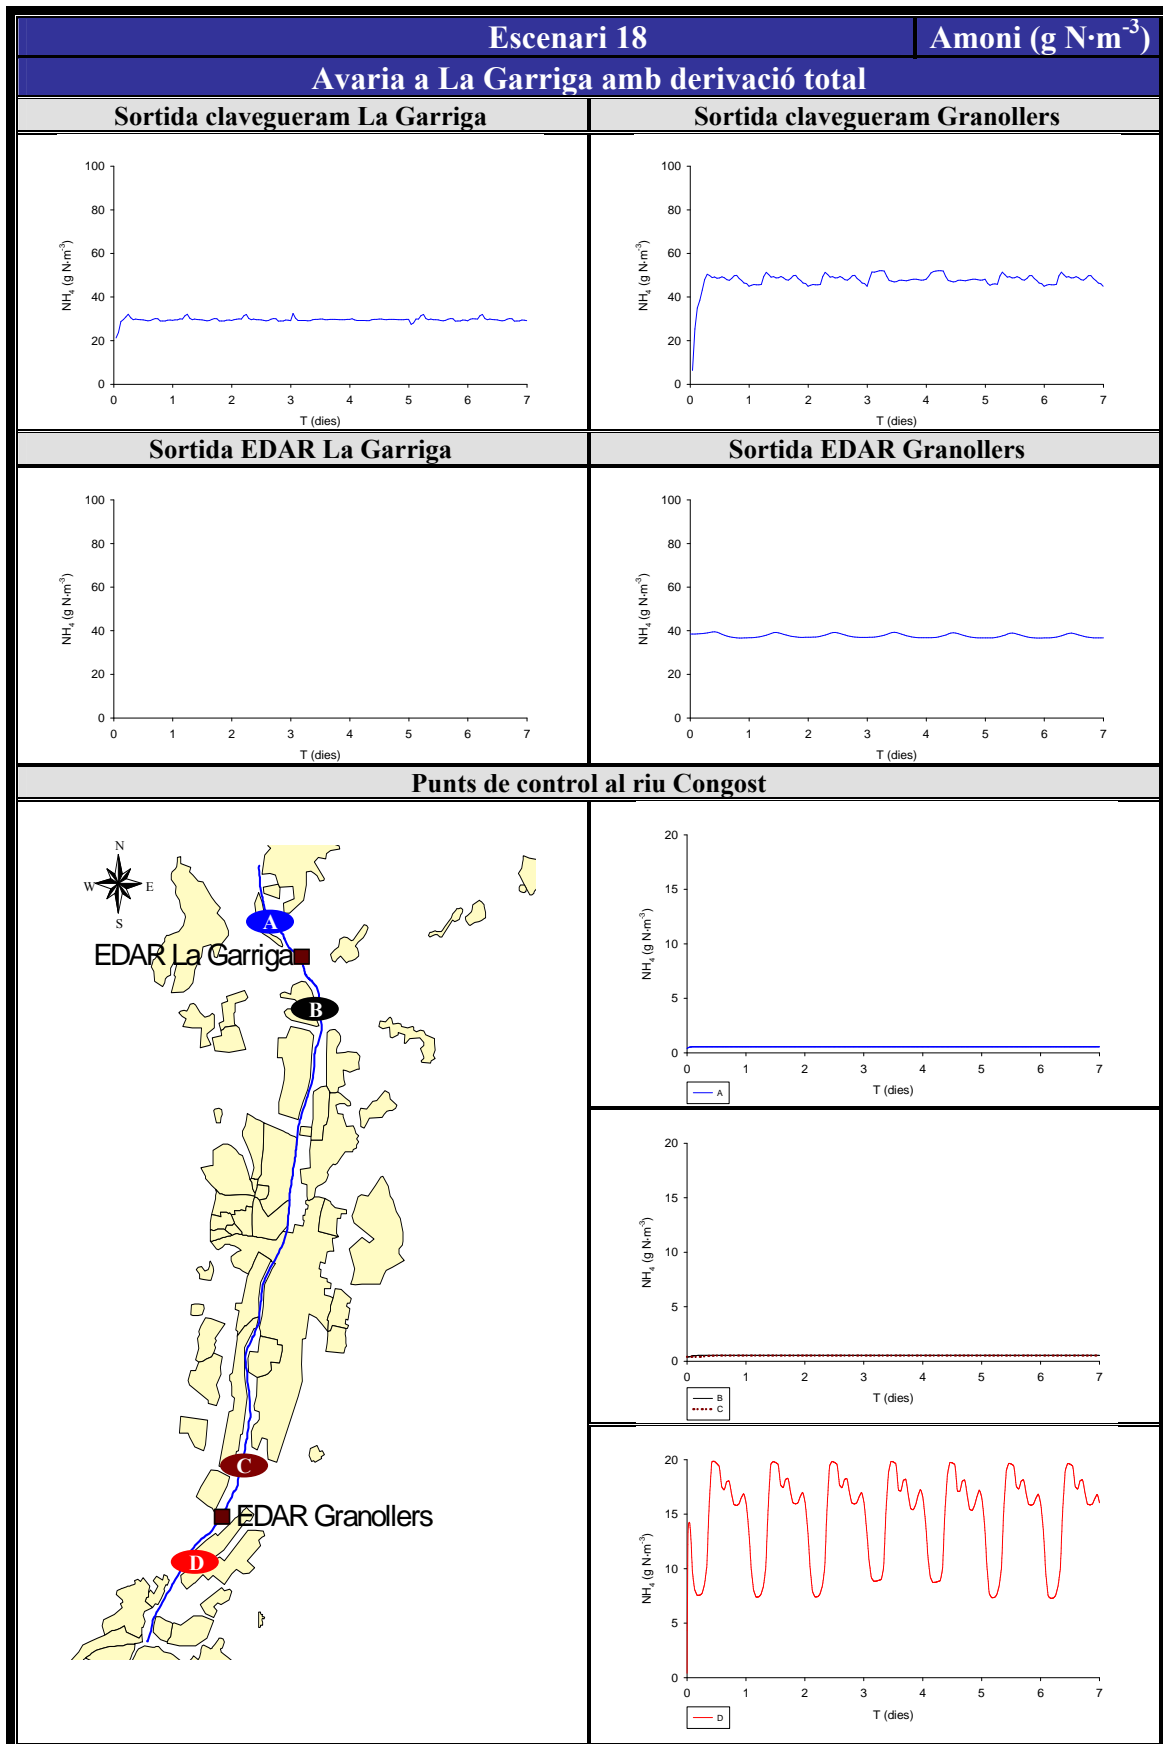 Escenari 18
Amoni (g N·m-3)
Avaria a La Garriga amb derivació total
Sortida clavegueram La Garriga
Sortida clavegueram Granollers
100
80
60
40
20
0
NH4 (g N·m-3)
0 1 2 3 4 5 6 7
T (dies)
100
80
60
40
20
0
NH4 (g N·m-3)
0 1 2 3 4 5 6 7
T (dies)
Sortida EDAR La Garriga
Sortida EDAR Granollers
100
80
60
40
20
0
NH4 (g N·m-3)
0 1 2 3 4 5 6 7
T (dies)
100
80
60
40
20
0
NH4 (g N·m-3)
0 1 2 3 4 5 6 7
T (dies)
Punts de control al riu Congost
N
W E
S
A
EDAR La Garriga
B
C
EDAR Granollers
D
20
15
10
5
0
NH4 (g N·m-3)
0 1 2 3 4 5 6 7
T (dies)
A
20
15
10
5
0
NH4 (g N·m-3)
0 1 2 3 4 5 6 7
T (dies)
B
C
20
15
10
5
0
NH4 (g N·m-3)
0 1 2 3 4 5 6 7
T (dies)
D